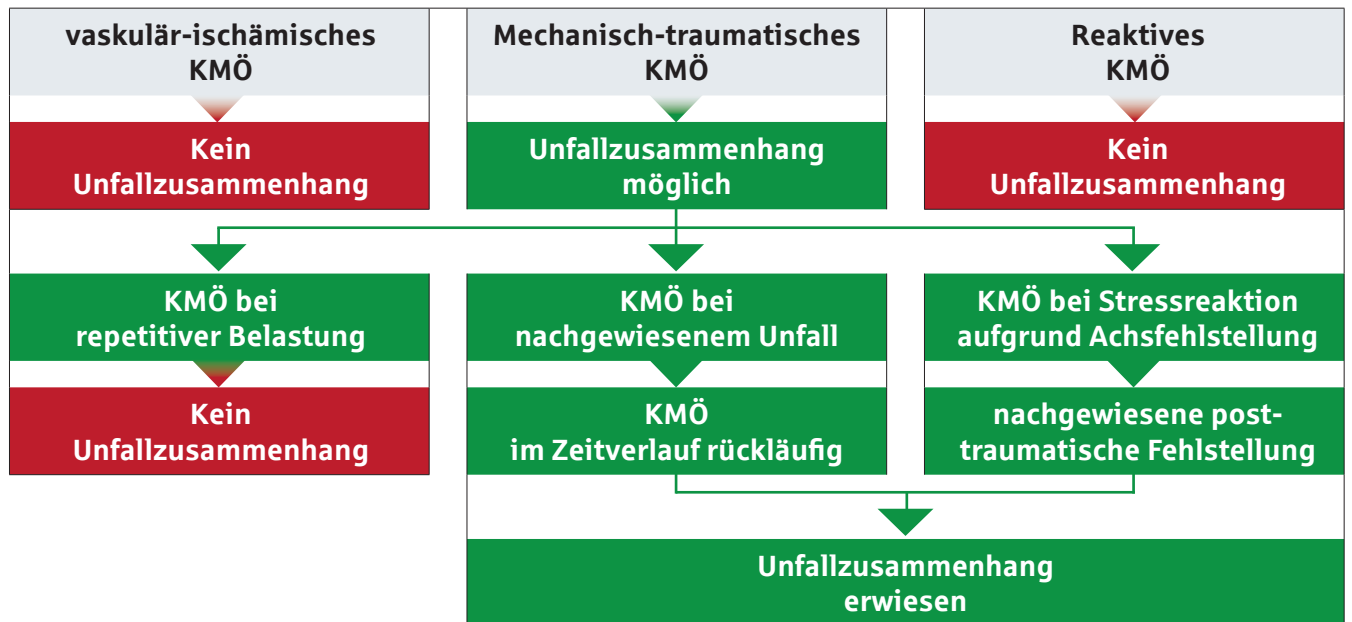 vaskulär-ischämisches
KMÖ
Mechanisch-traumatisches
KMÖ
Reaktives
KMÖ
Kein
Unfallzusammenhang
Unfallzusammenhang
möglich
Kein
Unfallzusammenhang
KMÖ bei
repetitiver Belastung
KMÖ bei
nachgewiesenem Unfall
KMÖ bei Stressreaktion
aufgrund Achsfehlstellung
Kein
Unfallzusammenhang
KMÖ
im Zeitverlauf rückläufig
nachgewiesene post-
traumatische Fehlstellung
Unfallzusammenhang
erwiesen